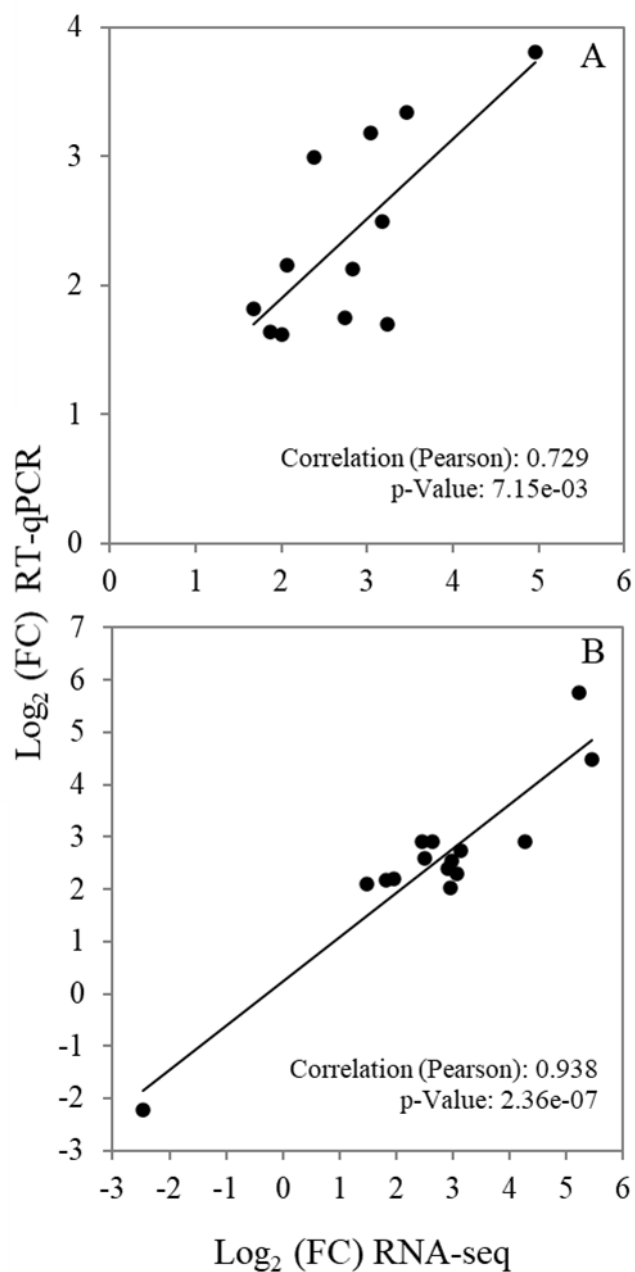 A
4
3
2
1
0
0 1 2 3 4 5 6
Correlation (Pearson): 0.729
p-Value: 7.15e-03
Log₂ (FC) RT-qPCR
B
7
6
5
4
3
2
1
0
-1
-2
-3
-3 -2 -1 0 1 2 3 4 5 6
Correlation (Pearson): 0.938
p-Value: 2.36e-07
Log₂ (FC) RNA-seq